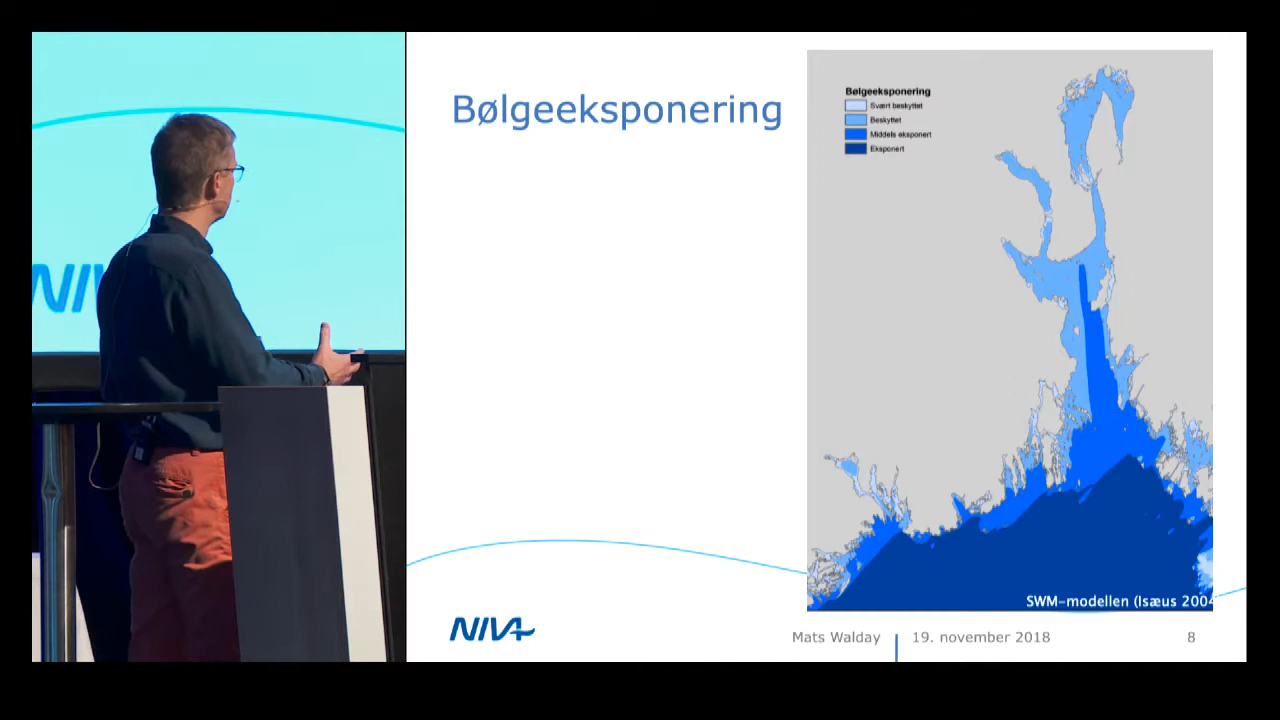 Bølgeeksponering
Bølgeeksponering
Svært beskyttet
Beskyttet
Middels eksponert
Eksponert
SWM-modellen (Isæus 2004
NIVA
Mats Walday
19. november 2018
8
NIV